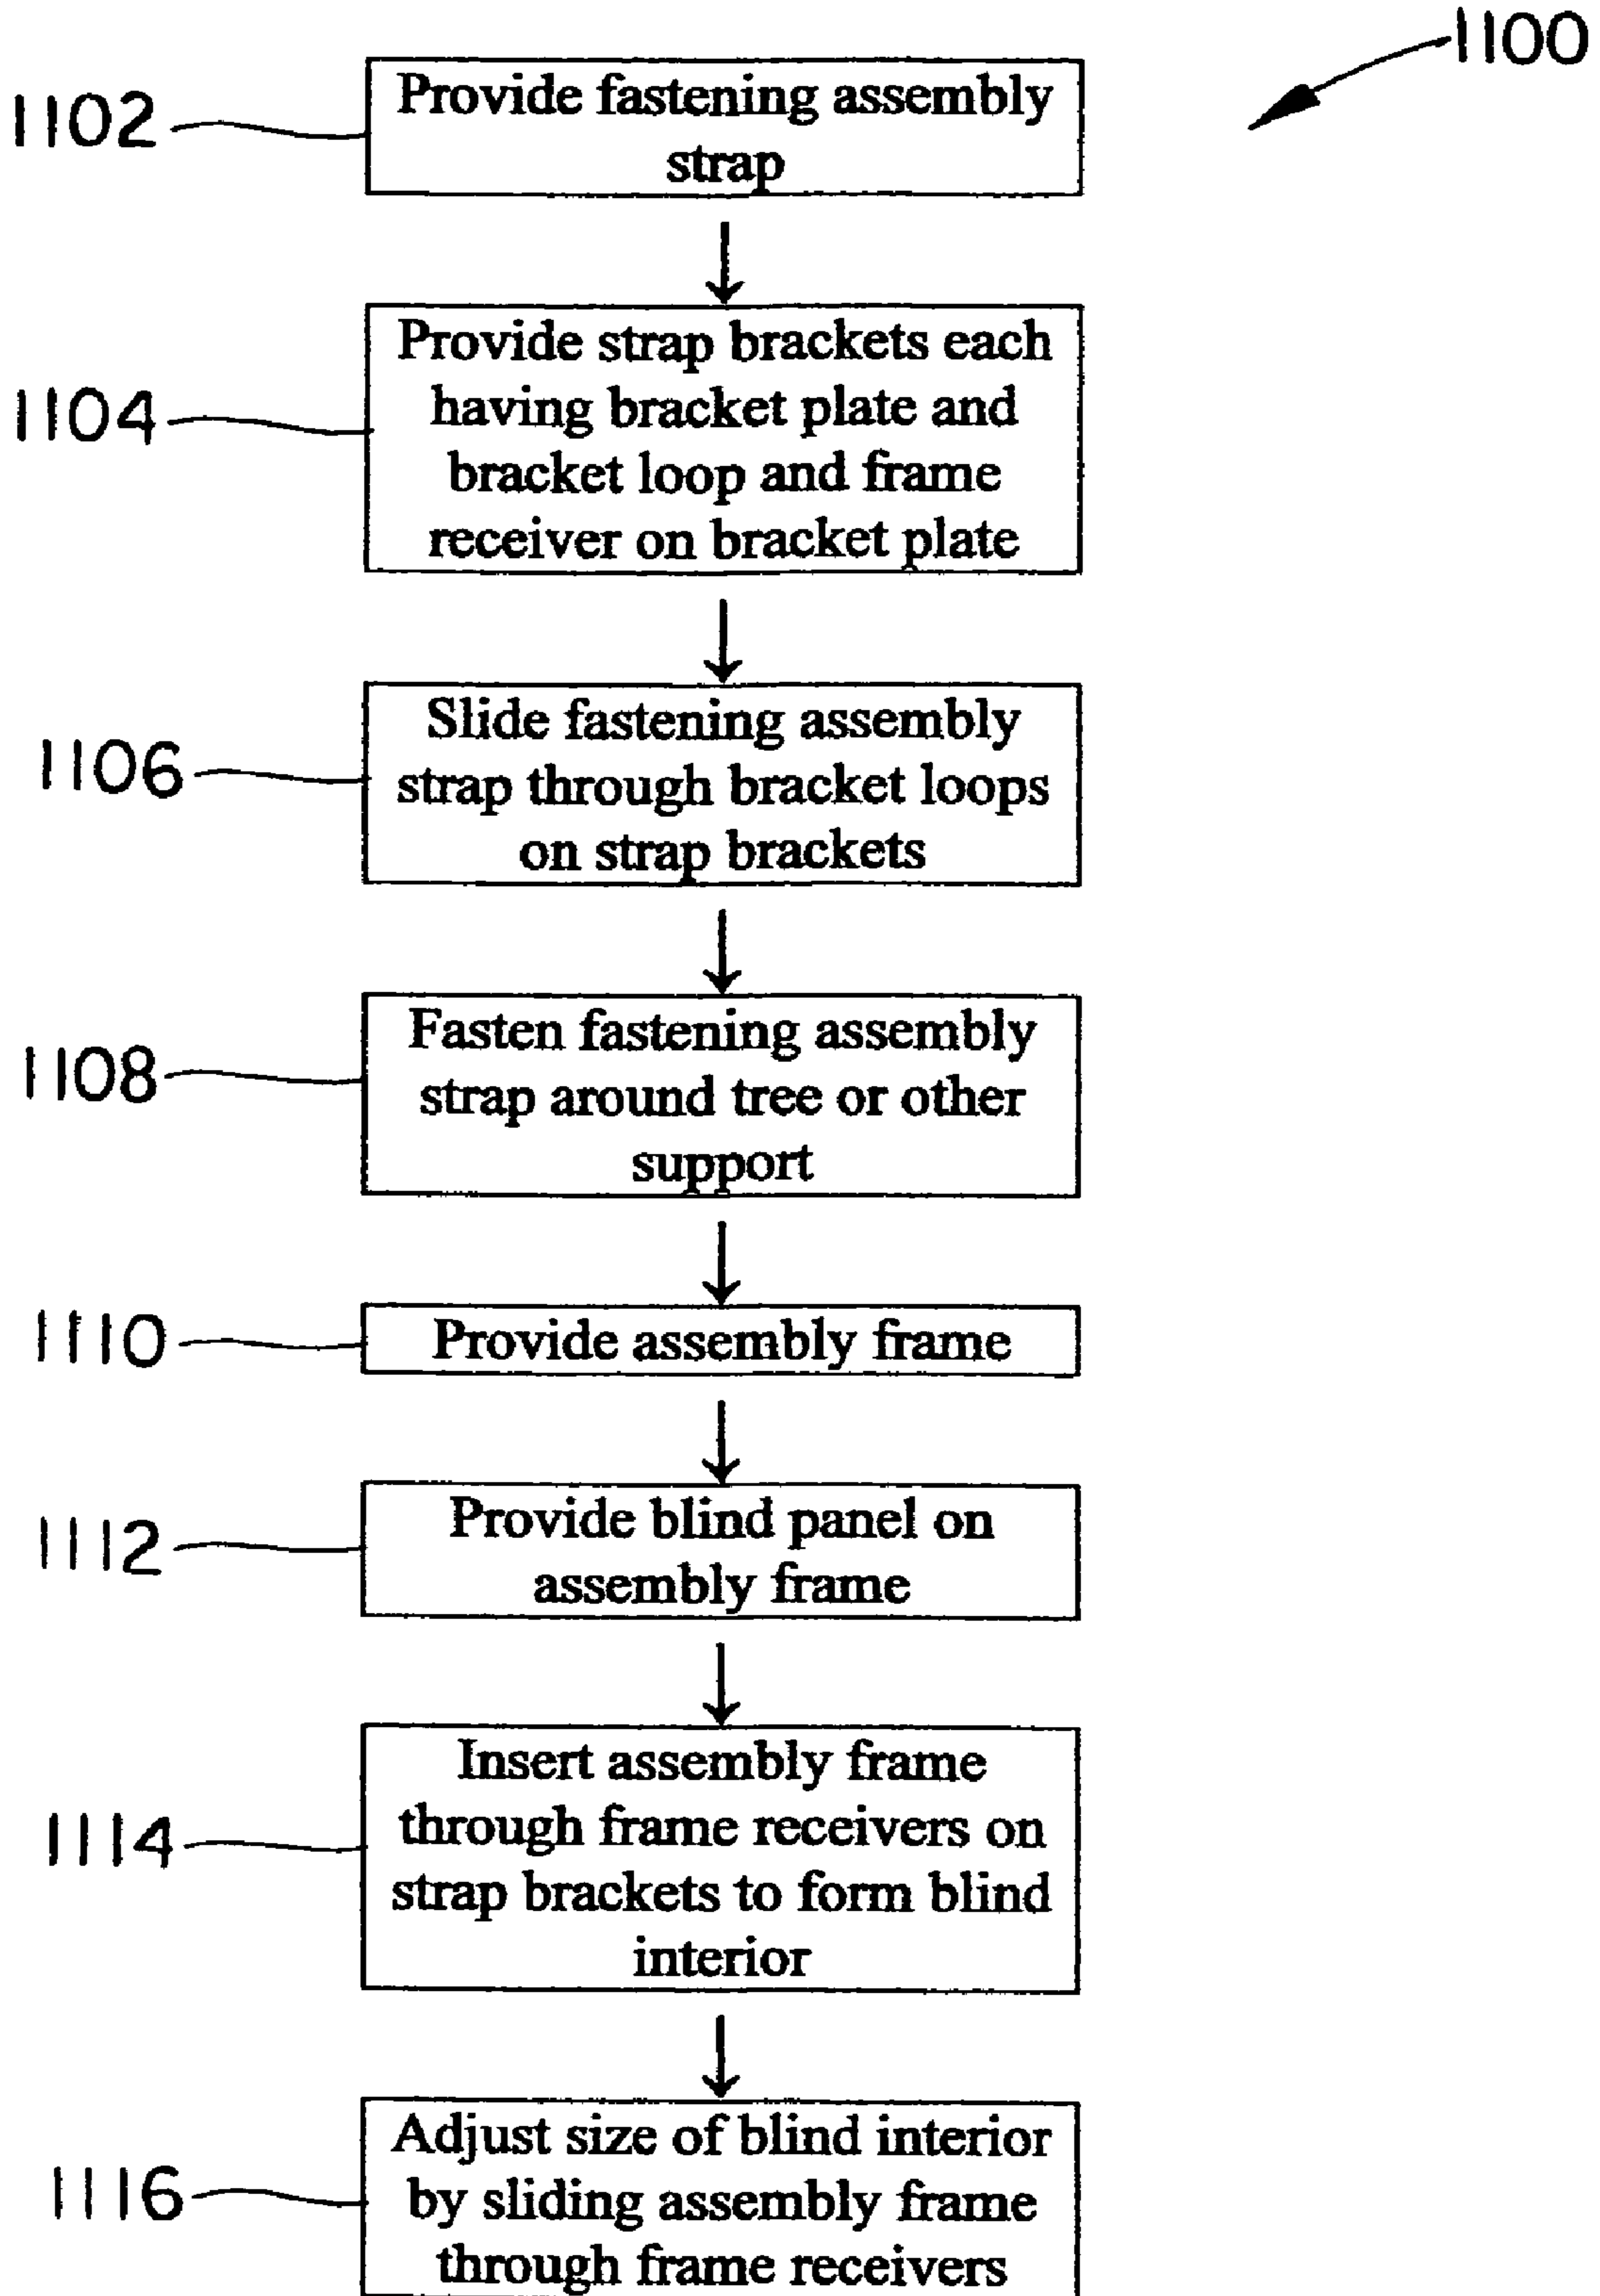 1100
1102
Provide fastening assembly
strap
1104
Provide strap brackets each
having bracket plate and
bracket loop and frame
receiver on bracket plate
1106
Slide fastening assembly
strap through bracket loops
on strap brackets
1108
Fasten fastening assembly
strap around tree or other
support
1110
Provide assembly frame
1112
Provide blind panel on
assembly frame
1114
Insert assembly frame
through frame receivers on
strap brackets to form blind
interior
1116
Adjust size of blind interior
by sliding assembly frame
through frame receivers